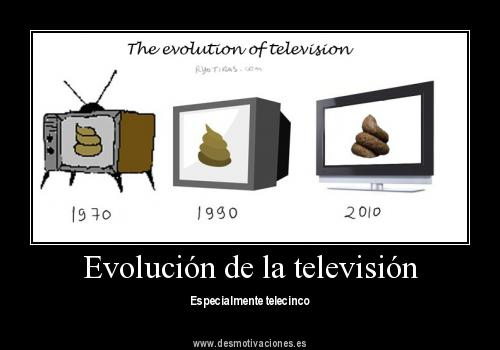 The evolution of television
Ryotiras.com
1970
1990
2010
Evolución de la televisión
Especialmente telecinco
www.desmotivaciones.es